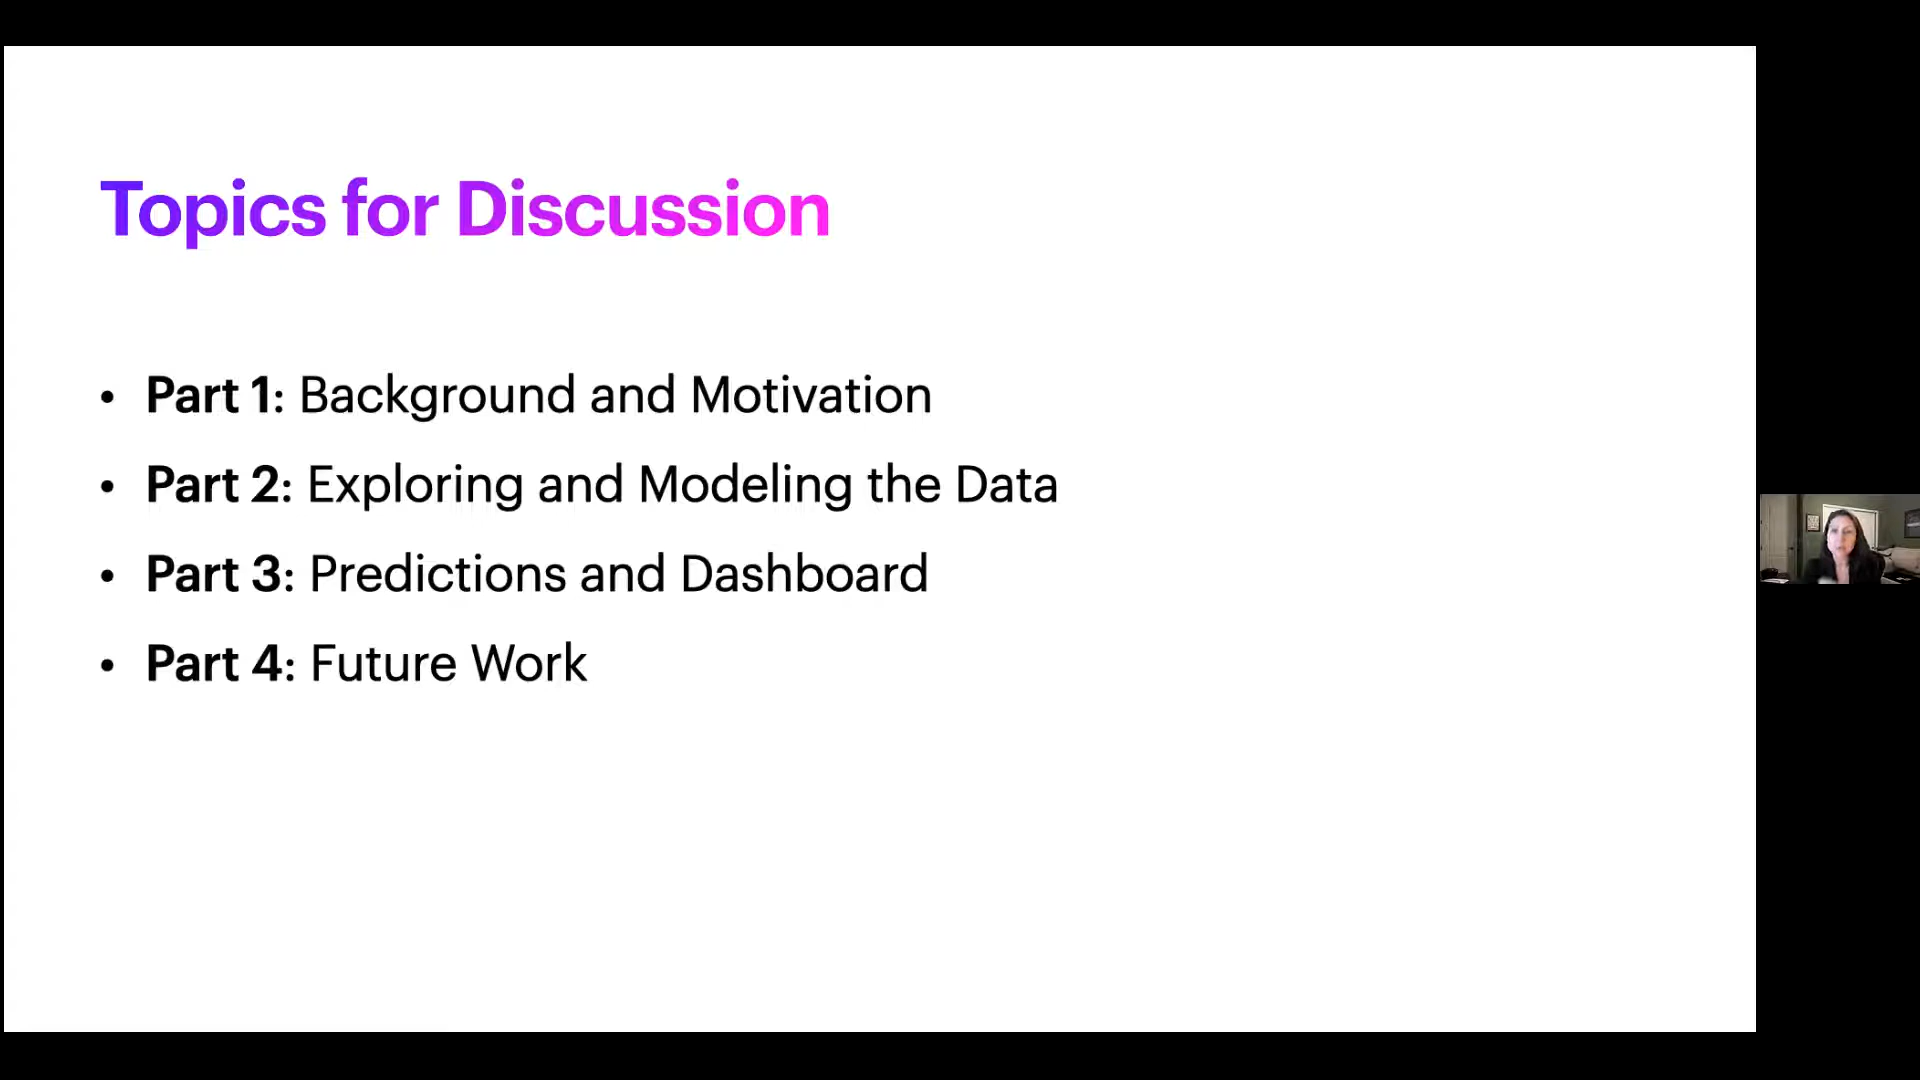 Topics for Discussion
• Part 1: Background and Motivation
• Part 2: Exploring and Modeling the Data
• Part 3: Predictions and Dashboard
• Part 4: Future Work